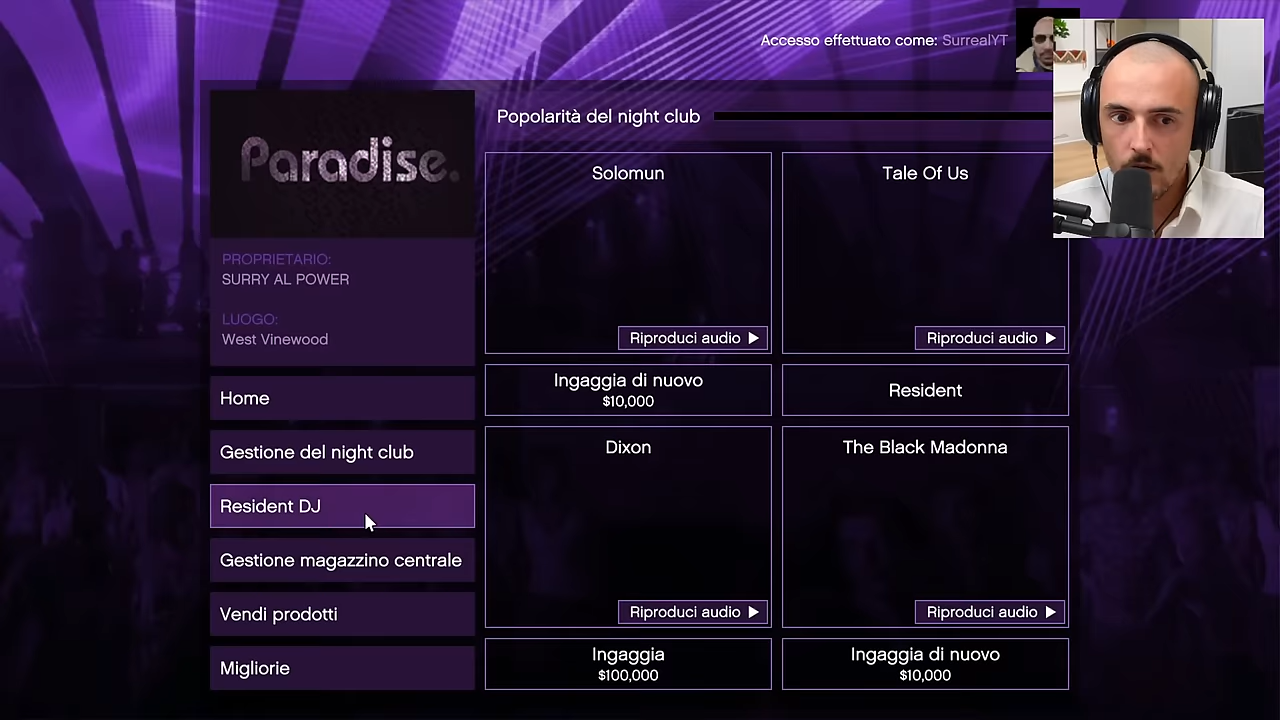 Accesso effettuato come: SurrealYT
Paradise.
PROPRIETARIO:
SURRY AL POWER
LUOGO:
West Vinewood
Home
Gestione del night club
Resident DJ
Gestione magazzino centrale
Vendi prodotti
Migliorie
Popolarità del night club
Solomun
Riproduci audio
Ingaggia di nuovo
$10,000
Tale Of Us
Riproduci audio
Resident
Dixon
Riproduci audio
Ingaggia
$100,000
The Black Madonna
Riproduci audio
Ingaggia di nuovo
$10,000